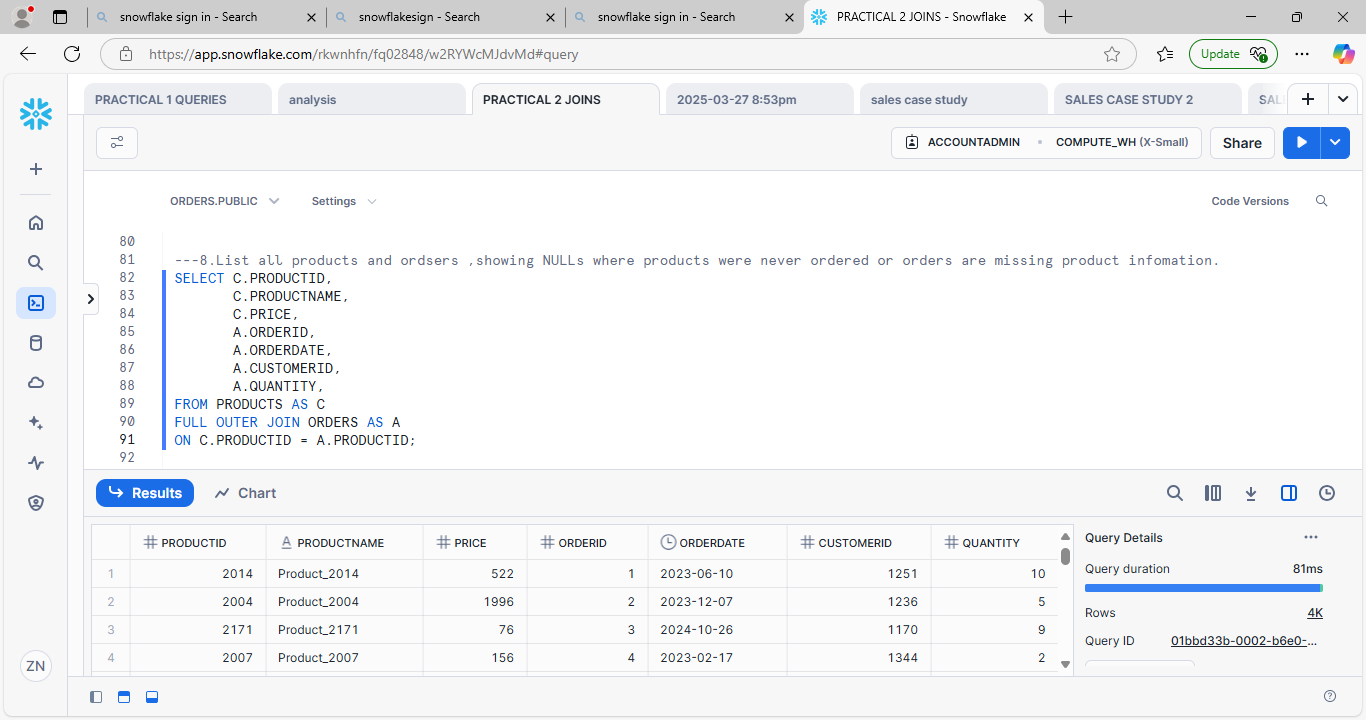 snowflake sign in - Search
snowflakesign - Search
snowflake sign in - Search
PRACTICAL 2 JOINS - Snowflake
https://app.snowflake.com/rkwnhfn/fq02848/w2RYWcMJdvMd#query
Update
PRACTICAL 1 QUERIES
analysis
PRACTICAL 2 JOINS
2025-03-27 8:53pm
sales case study
SALES CASE STUDY 2
SAL
ACCOUNTADMIN
COMPUTE_WH (X-Small)
Share
ORDERS.PUBLIC
Settings
Code Versions
80
81 ---8.List all products and ordsers ,showing NULLs where products were never ordered or orders are missing product infomation.
82 SELECT C.PRODUCTID,
83 C.PRODUCTNAME,
84 C.PRICE,
85 A.ORDERID,
86 A.ORDERDATE,
87 A.CUSTOMERID,
88 A.QUANTITY,
89 FROM PRODUCTS AS C
90 FULL OUTER JOIN ORDERS AS A
91 ON C.PRODUCTID = A.PRODUCTID;
92
Results
Chart
PRODUCTID PRODUCTNAME PRICE ORDERID ORDERDATE CUSTOMERID QUANTITY
1 2014 Product_2014 522 1 2023-06-10 1251 10
2 2004 Product_2004 1996 2 2023-12-07 1236 5
3 2171 Product_2171 76 3 2024-10-26 1170 9
4 2007 Product_2007 156 4 2023-02-17 1344 2
Query Details
Query duration 81ms
Rows 4K
Query ID 01bbd33b-0002-b6e0-...
ZN